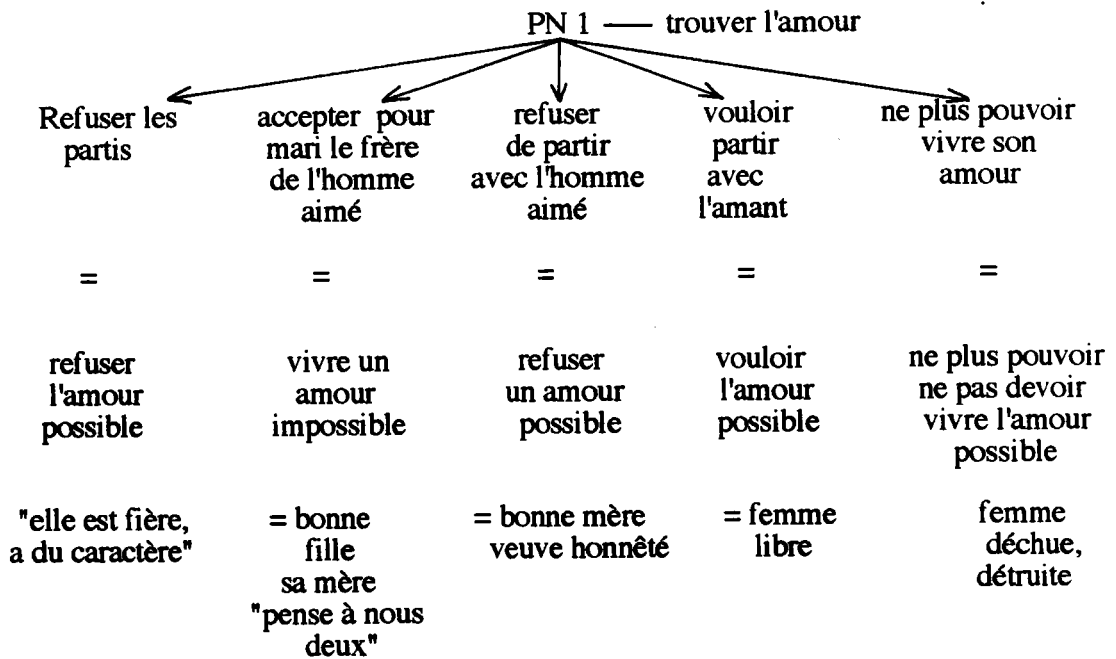 PN 1 — trouver l'amour
Refuser les
partis
accepter pour
mari le frère
de l'homme
aimé
refuser
de partir
avec l'homme
aimé
vouloir
partir
avec
l'amant
ne plus pouvoir
vivre son
amour
=
=
=
=
=
refuser
l'amour
possible
vivre un
amour
impossible
refuser
un amour
possible
vouloir
l'amour
possible
ne plus pouvoir
ne pas devoir
vivre l'amour
possible
"elle est fière,
a du caractère"
= bonne
fille
sa mère
"pense à nous
deux"
= bonne mère
veuve honnêté
= femme
libre
femme
déchue,
détruite